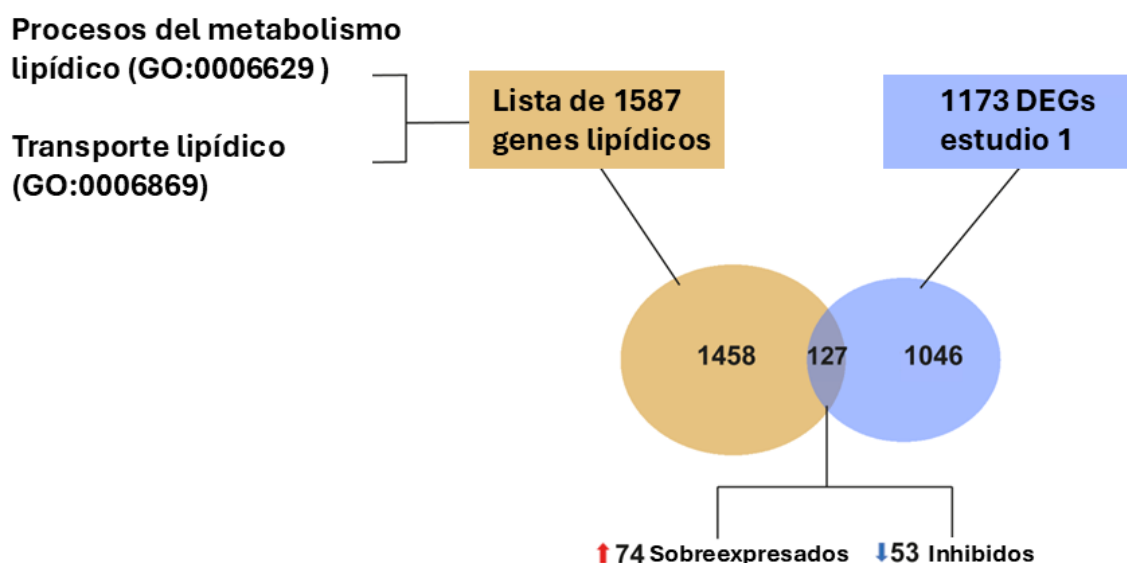 Procesos del metabolismo
lipídico (GO:0006629 )
Transporte lipídico
(GO:0006869)
Lista de 1587
genes lipídicos
1173 DEGs
estudio 1
1458
127
1046
74 Sobreexpresados
53 Inhibidos